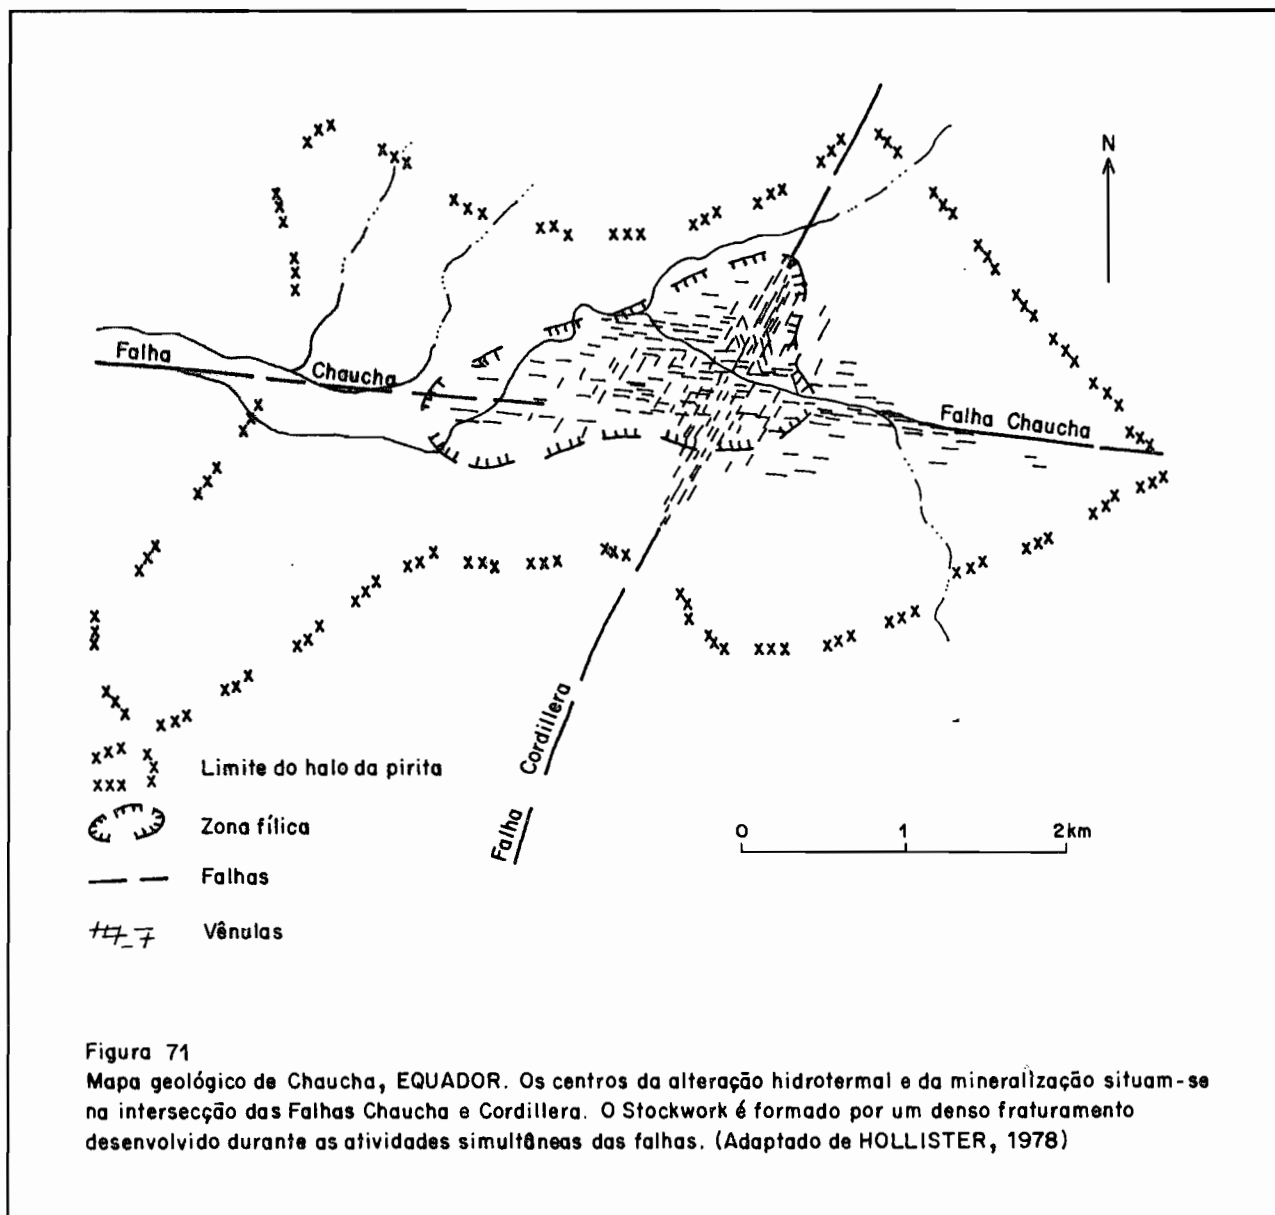 N
Falha
Chaucha
Falha Chaucha
Falha Cordillera
xxx Limite do halo da pirita
xxx
Zona fílica
Falhas
Vênulas
0 1 2km
Figura 71
Mapa geológico de Chaucha, EQUADOR. Os centros da alteração hidrotermal e da mineralização situam-se
na intersecção das Falhas Chaucha e Cordillera. O Stockwork é formado por um denso fraturamento
desenvolvido durante as atividades simultâneas das falhas. (Adaptado de HOLLISTER, 1978)